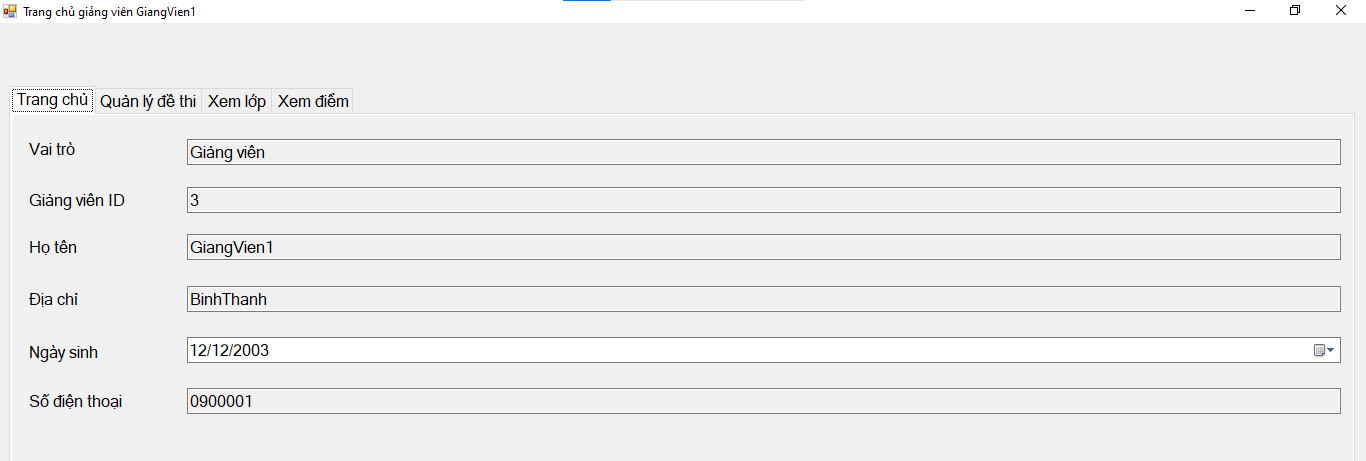 Trang chủ giảng viên GiangVien1
Trang chủ Quản lý đề thi Xem lớp Xem điểm
Vai trò Giảng viên
Giảng viên ID 3
Họ tên GiangVien1
Địa chỉ BinhThanh
Ngày sinh 12/12/2003
Số điện thoại 0900001